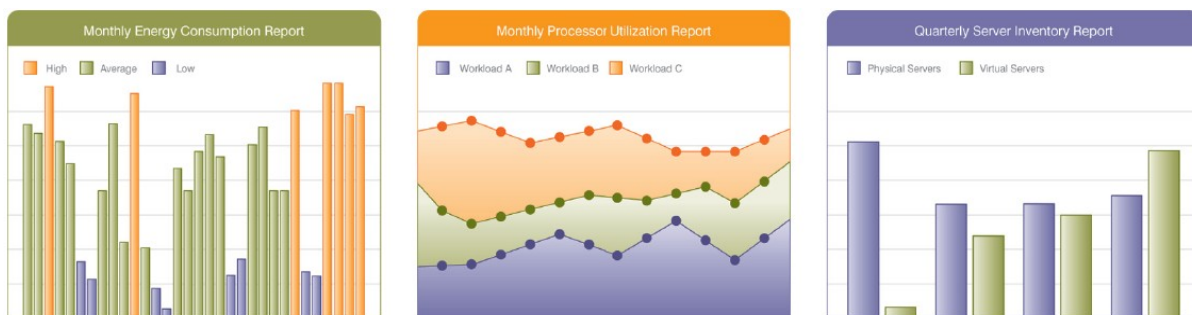 Monthly Energy Consumption Report
High Average Low
Monthly Processor Utilization Report
Workload A Workload B Workload C
Quarterly Server Inventory Report
Physical Servers Virtual Servers